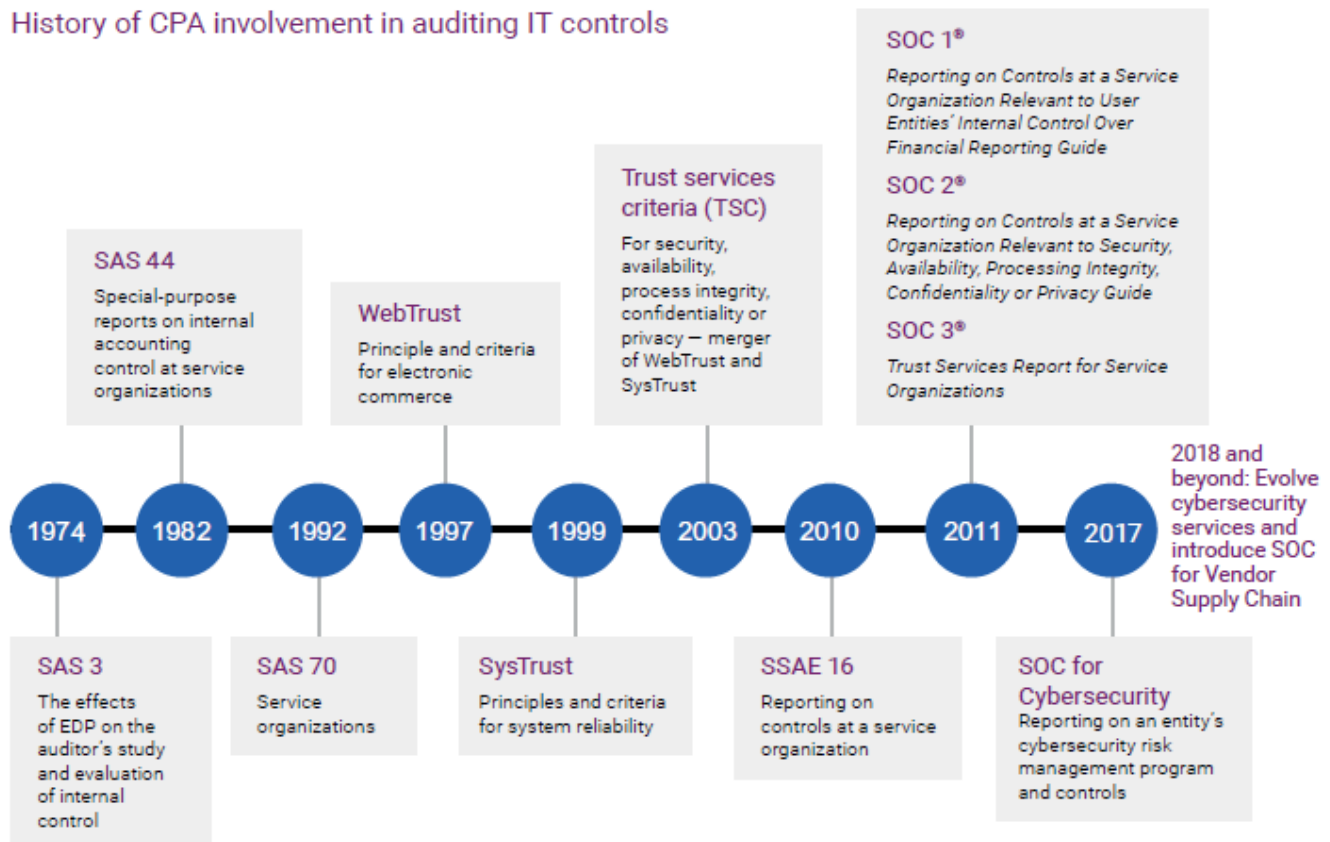 History of CPA involvement in auditing IT controls
SOC 1®
Reporting on Controls at a Service
Organization Relevant to User
Entities' Internal Control Over
Financial Reporting Guide
SOC 2®
Reporting on Controls at a Service
Organization Relevant to Security,
Availability, Processing Integrity,
Confidentiality or Privacy Guide
SOC 3®
Trust Services Report for Service
Organizations
Trust services
criteria (TSC)
For security,
availability,
process integrity,
confidentiality or
privacy — merger
of WebTrust and
SysTrust
SAS 44
Special-purpose
reports on internal
accounting
control at service
organizations
WebTrust
Principle and criteria
for electronic
commerce
1974
1982
1992
1997
1999
2003
2010
2011
2017
2018 and
beyond: Evolve
cybersecurity
services and
introduce SOC
for Vendor
Supply Chain
SAS 3
The effects
of EDP on the
auditor's study
and evaluation
of internal
control
SAS 70
Service
organizations
SysTrust
Principles and criteria
for system reliability
SSAE 16
Reporting on
controls at a service
organization
SOC for
Cybersecurity
Reporting on an entity's
cybersecurity risk
management program
and controls